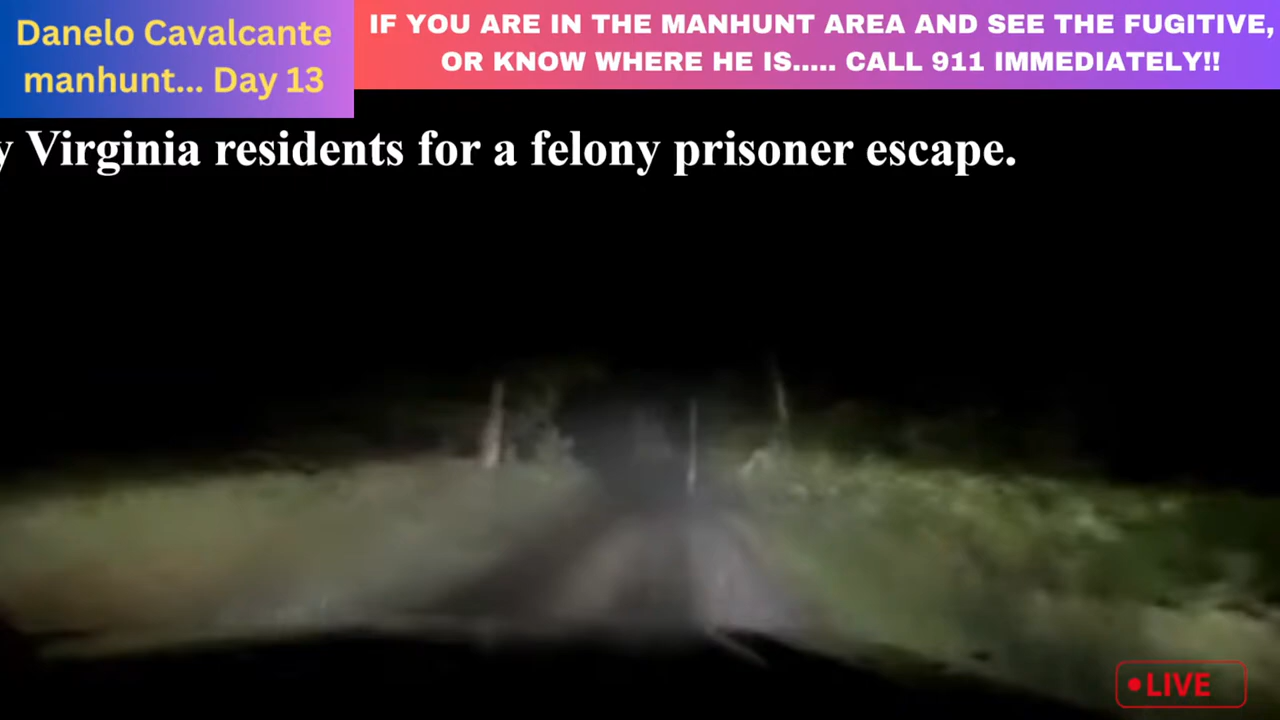 Danelo Cavalcante
manhunt... Day 13
IF YOU ARE IN THE MANHUNT AREA AND SEE THE FUGITIVE,
OR KNOW WHERE HE IS..... CALL 911 IMMEDIATELY!!
y Virginia residents for a felony prisoner escape.
LIVE